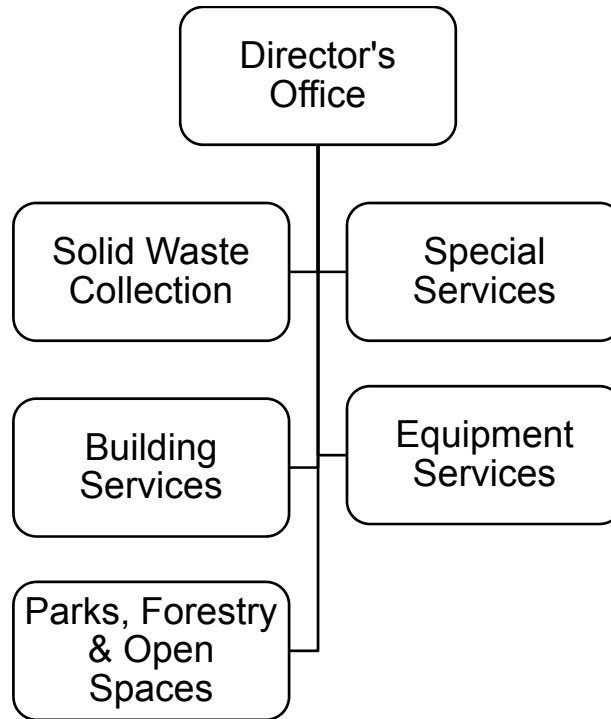 Director's
Office
Solid Waste
Collection
Special
Services
Building
Services
Equipment
Services
Parks, Forestry
& Open
Spaces